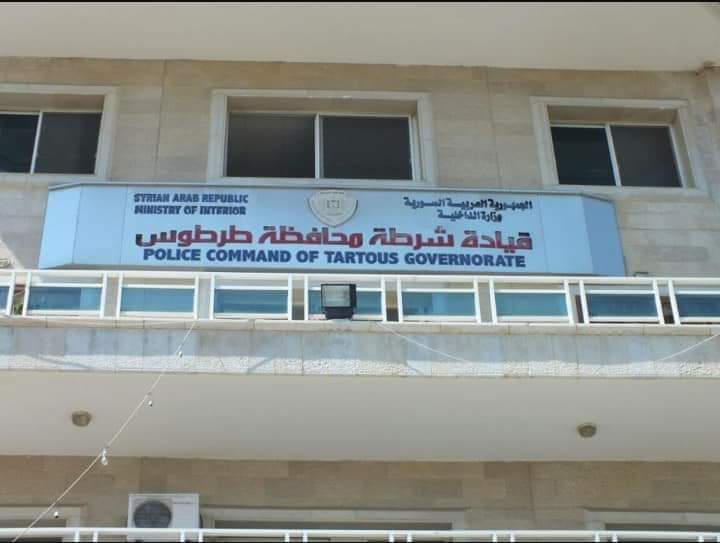 SYRIAN ARAB REPUBLIC
MINISTRY OF INTERIOR
الجمهورية العربية السورية
وزارة الداخلية
قيادة شرطة محافظة طرطوس
POLICE COMMAND OF TARTOUS GOVERNORATE